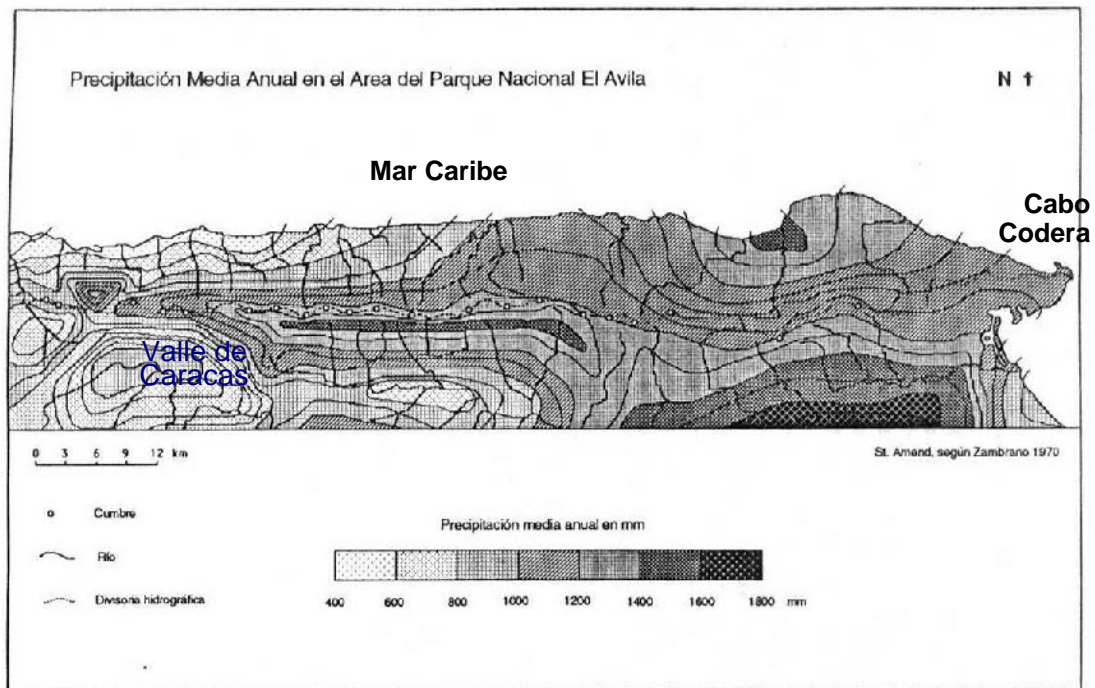 Precipitación Media Anual en el Area del Parque Nacional El Avila
N ↑
Mar Caribe
Cabo
Codera
Valle de
Caracas
0 3 6 9 12 km
St. Amend, según Zambrano 1970
Cumbre
Río
Divisoria hidrográfica
Precipitación media anual en mm
400 600 800 1000 1200 1400 1600 1800 mm